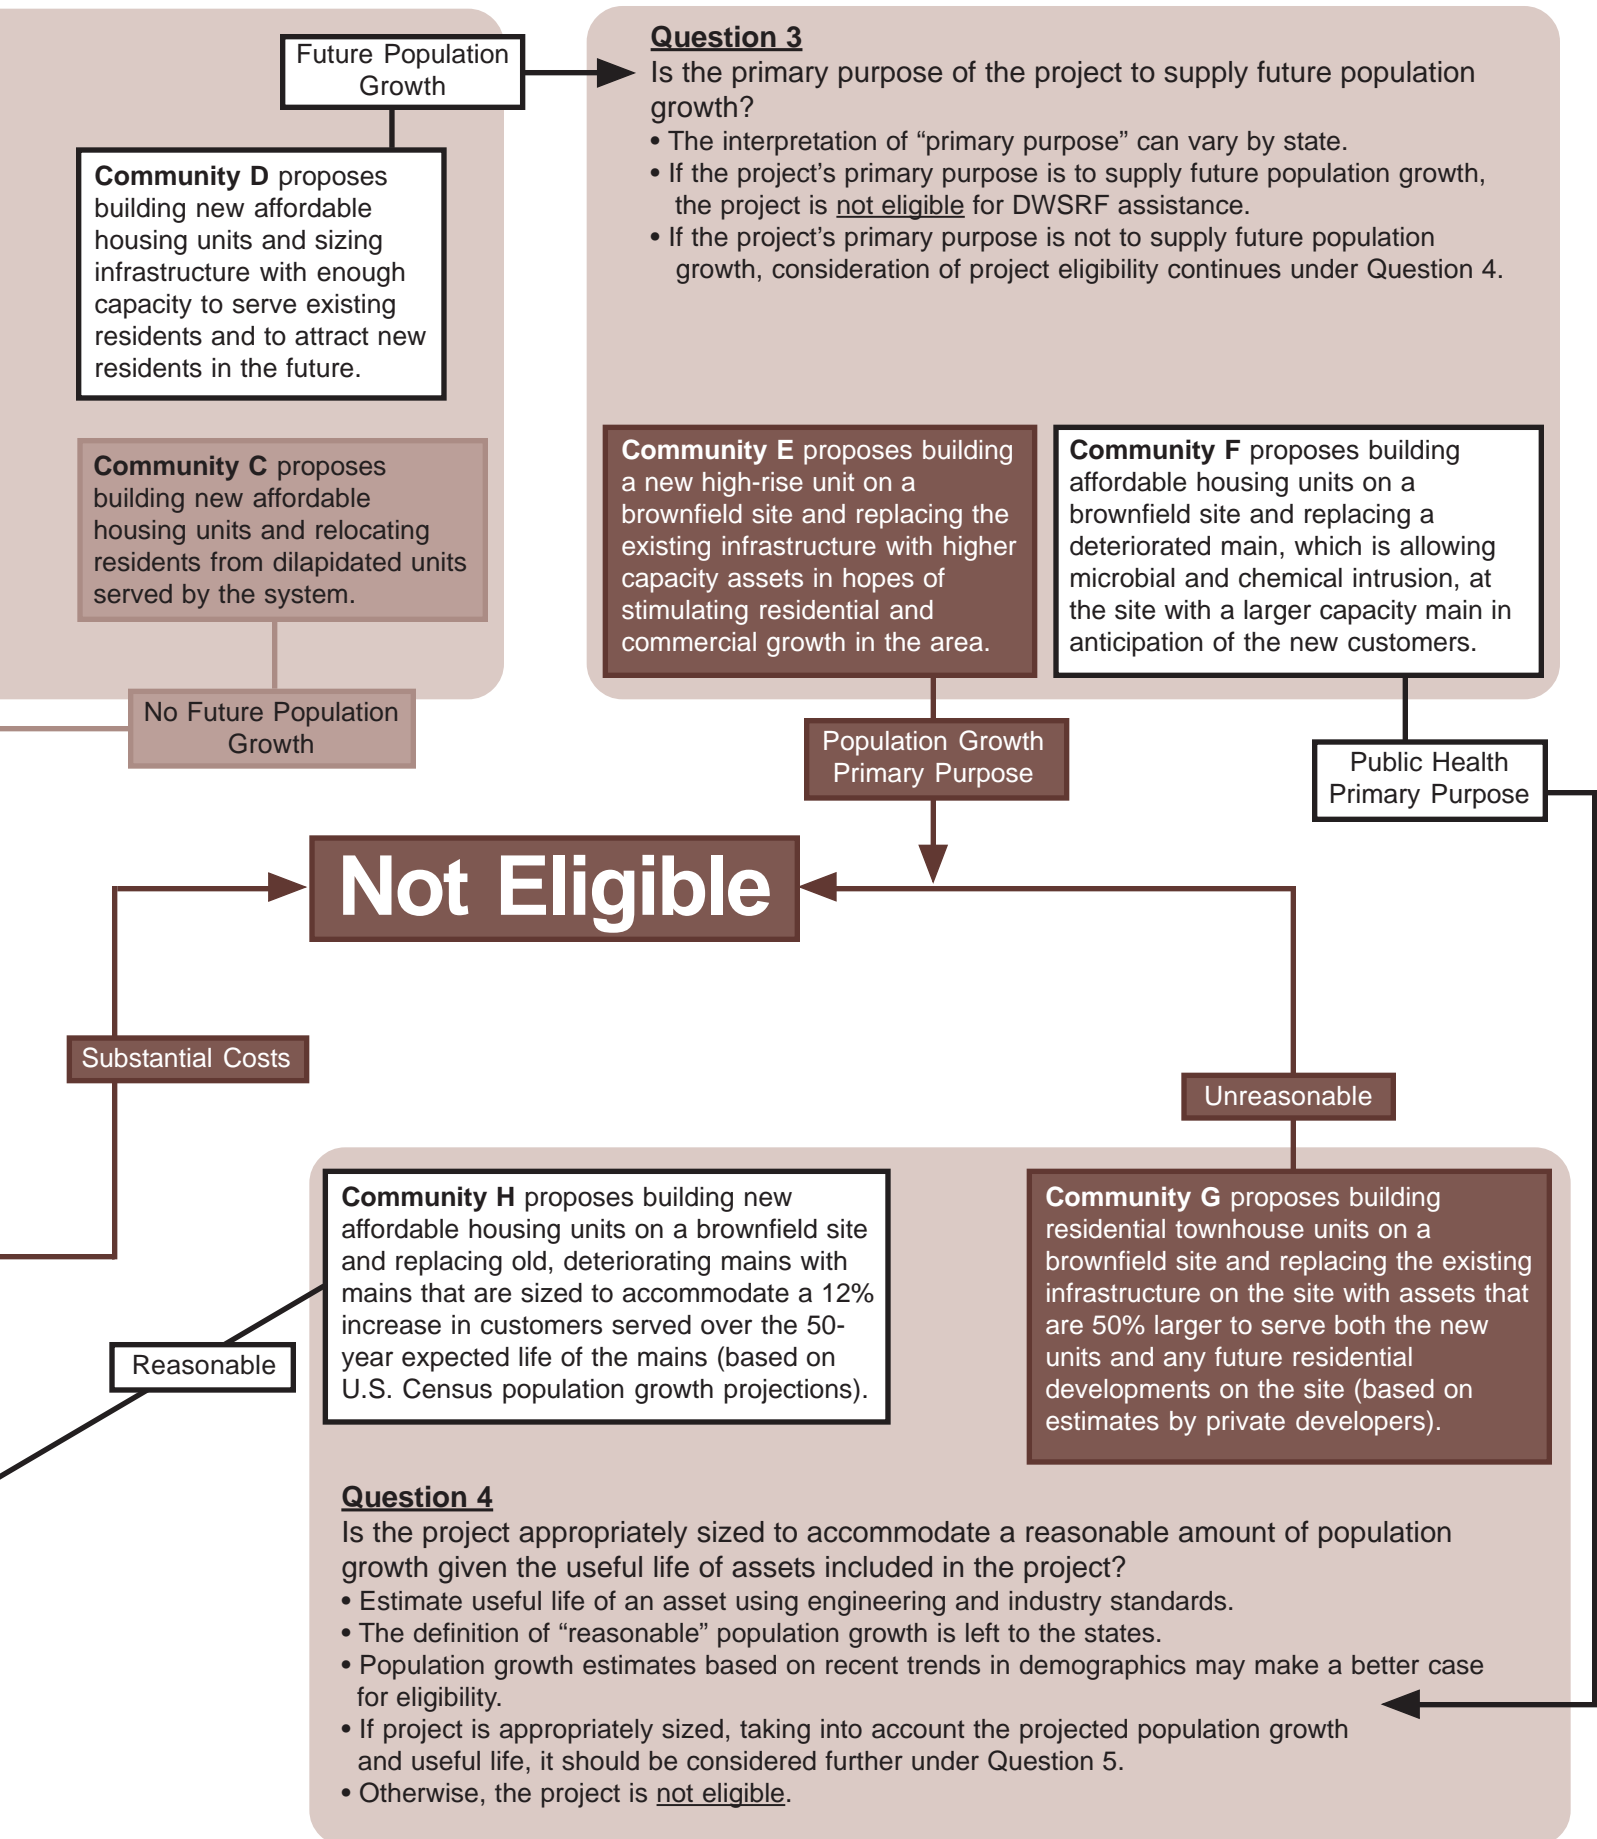 Future Population
Growth
Community D proposes
building new affordable
housing units and sizing
infrastructure with enough
capacity to serve existing
residents and to attract new
residents in the future.
Community C proposes
building new affordable
housing units and relocating
residents from dilapidated units
served by the system.
No Future Population
Growth
Question 3
Is the primary purpose of the project to supply future population
growth?
• The interpretation of “primary purpose” can vary by state.
• If the project’s primary purpose is to supply future population growth,
the project is not eligible for DWSRF assistance.
• If the project’s primary purpose is not to supply future population
growth, consideration of project eligibility continues under Question 4.
Community E proposes building
a new high-rise unit on a
brownfield site and replacing the
existing infrastructure with higher
capacity assets in hopes of
stimulating residential and
commercial growth in the area.
Community F proposes building
affordable housing units on a
brownfield site and replacing a
deteriorated main, which is allowing
microbial and chemical intrusion, at
the site with a larger capacity main in
anticipation of the new customers.
Population Growth
Primary Purpose
Public Health
Primary Purpose
Not Eligible
Substantial Costs
Unreasonable
Community H proposes building new
affordable housing units on a brownfield site
and replacing old, deteriorating mains with
mains that are sized to accommodate a 12%
increase in customers served over the 50-
year expected life of the mains (based on
U.S. Census population growth projections).
Reasonable
Community G proposes building
residential townhouse units on a
brownfield site and replacing the existing
infrastructure on the site with assets that
are 50% larger to serve both the new
units and any future residential
developments on the site (based on
estimates by private developers).
Question 4
Is the project appropriately sized to accommodate a reasonable amount of population
growth given the useful life of assets included in the project?
• Estimate useful life of an asset using engineering and industry standards.
• The definition of “reasonable” population growth is left to the states.
• Population growth estimates based on recent trends in demographics may make a better case
for eligibility.
• If project is appropriately sized, taking into account the projected population growth
and useful life, it should be considered further under Question 5.
• Otherwise, the project is not eligible.